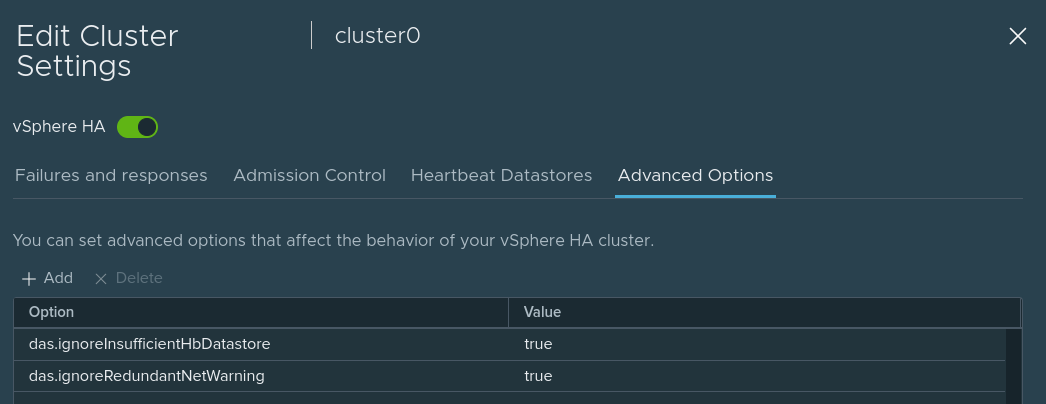 Edit Cluster
Settings
cluster0
vSphere HA
Failures and responses
Admission Control
Heartbeat Datastores
Advanced Options
You can set advanced options that affect the behavior of your vSphere HA cluster.
Add
Delete
Option
Value
das.ignoreInsufficientHbDatastore
true
das.ignoreRedundantNetWarning
true